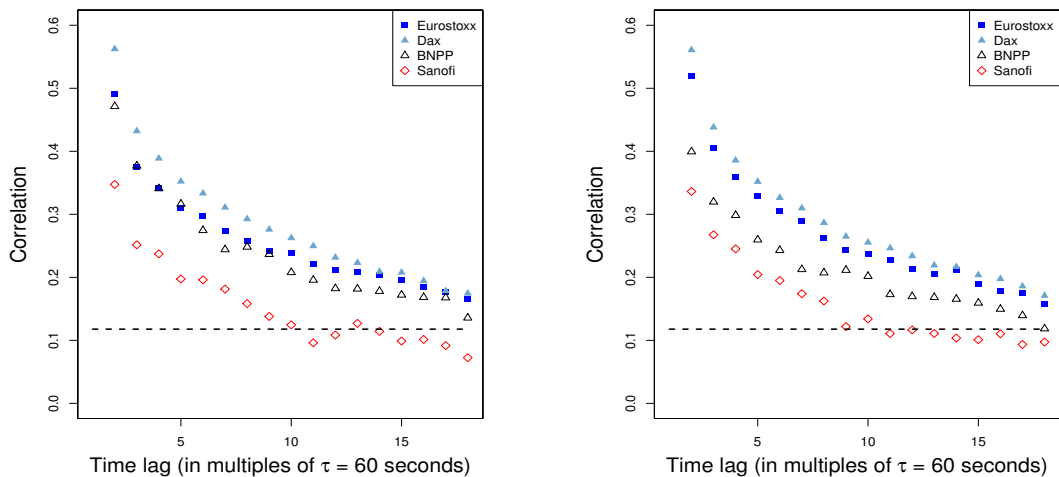 Eurostoxx
Dax
BNPP
Sanofi
Correlation
0.6
0.5
0.4
0.3
0.2
0.1
0.0
5 10 15
Time lag (in multiples of τ = 60 seconds)
Eurostoxx
Dax
BNPP
Sanofi
Correlation
0.6
0.5
0.4
0.3
0.2
0.1
0.0
5 10 15
Time lag (in multiples of τ = 60 seconds)